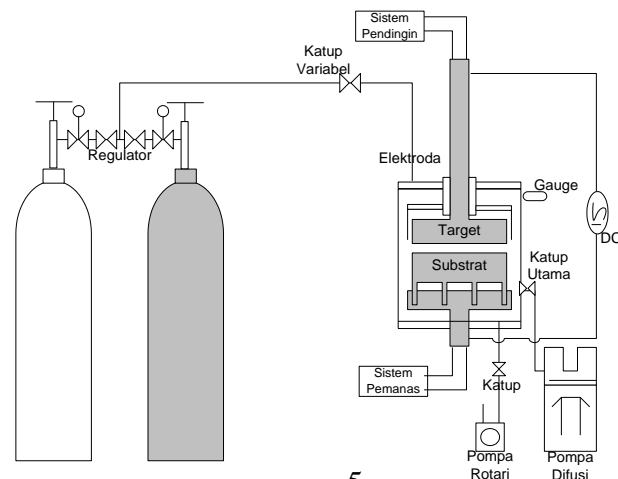 Sistem
Pendingin
Katup
Variabel
Regulator
Elektroda
Gauge
Target
DC
Substrat
Katup
Utama
Sistem
Pemanas
Katup
Pompa
Rotari
Pompa
Difusi